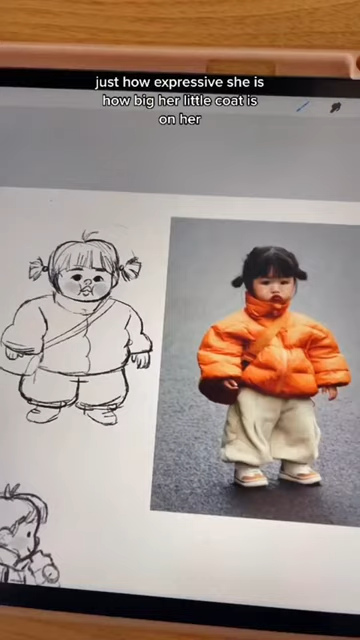 just how expressive she is
how big her little coat is
on her